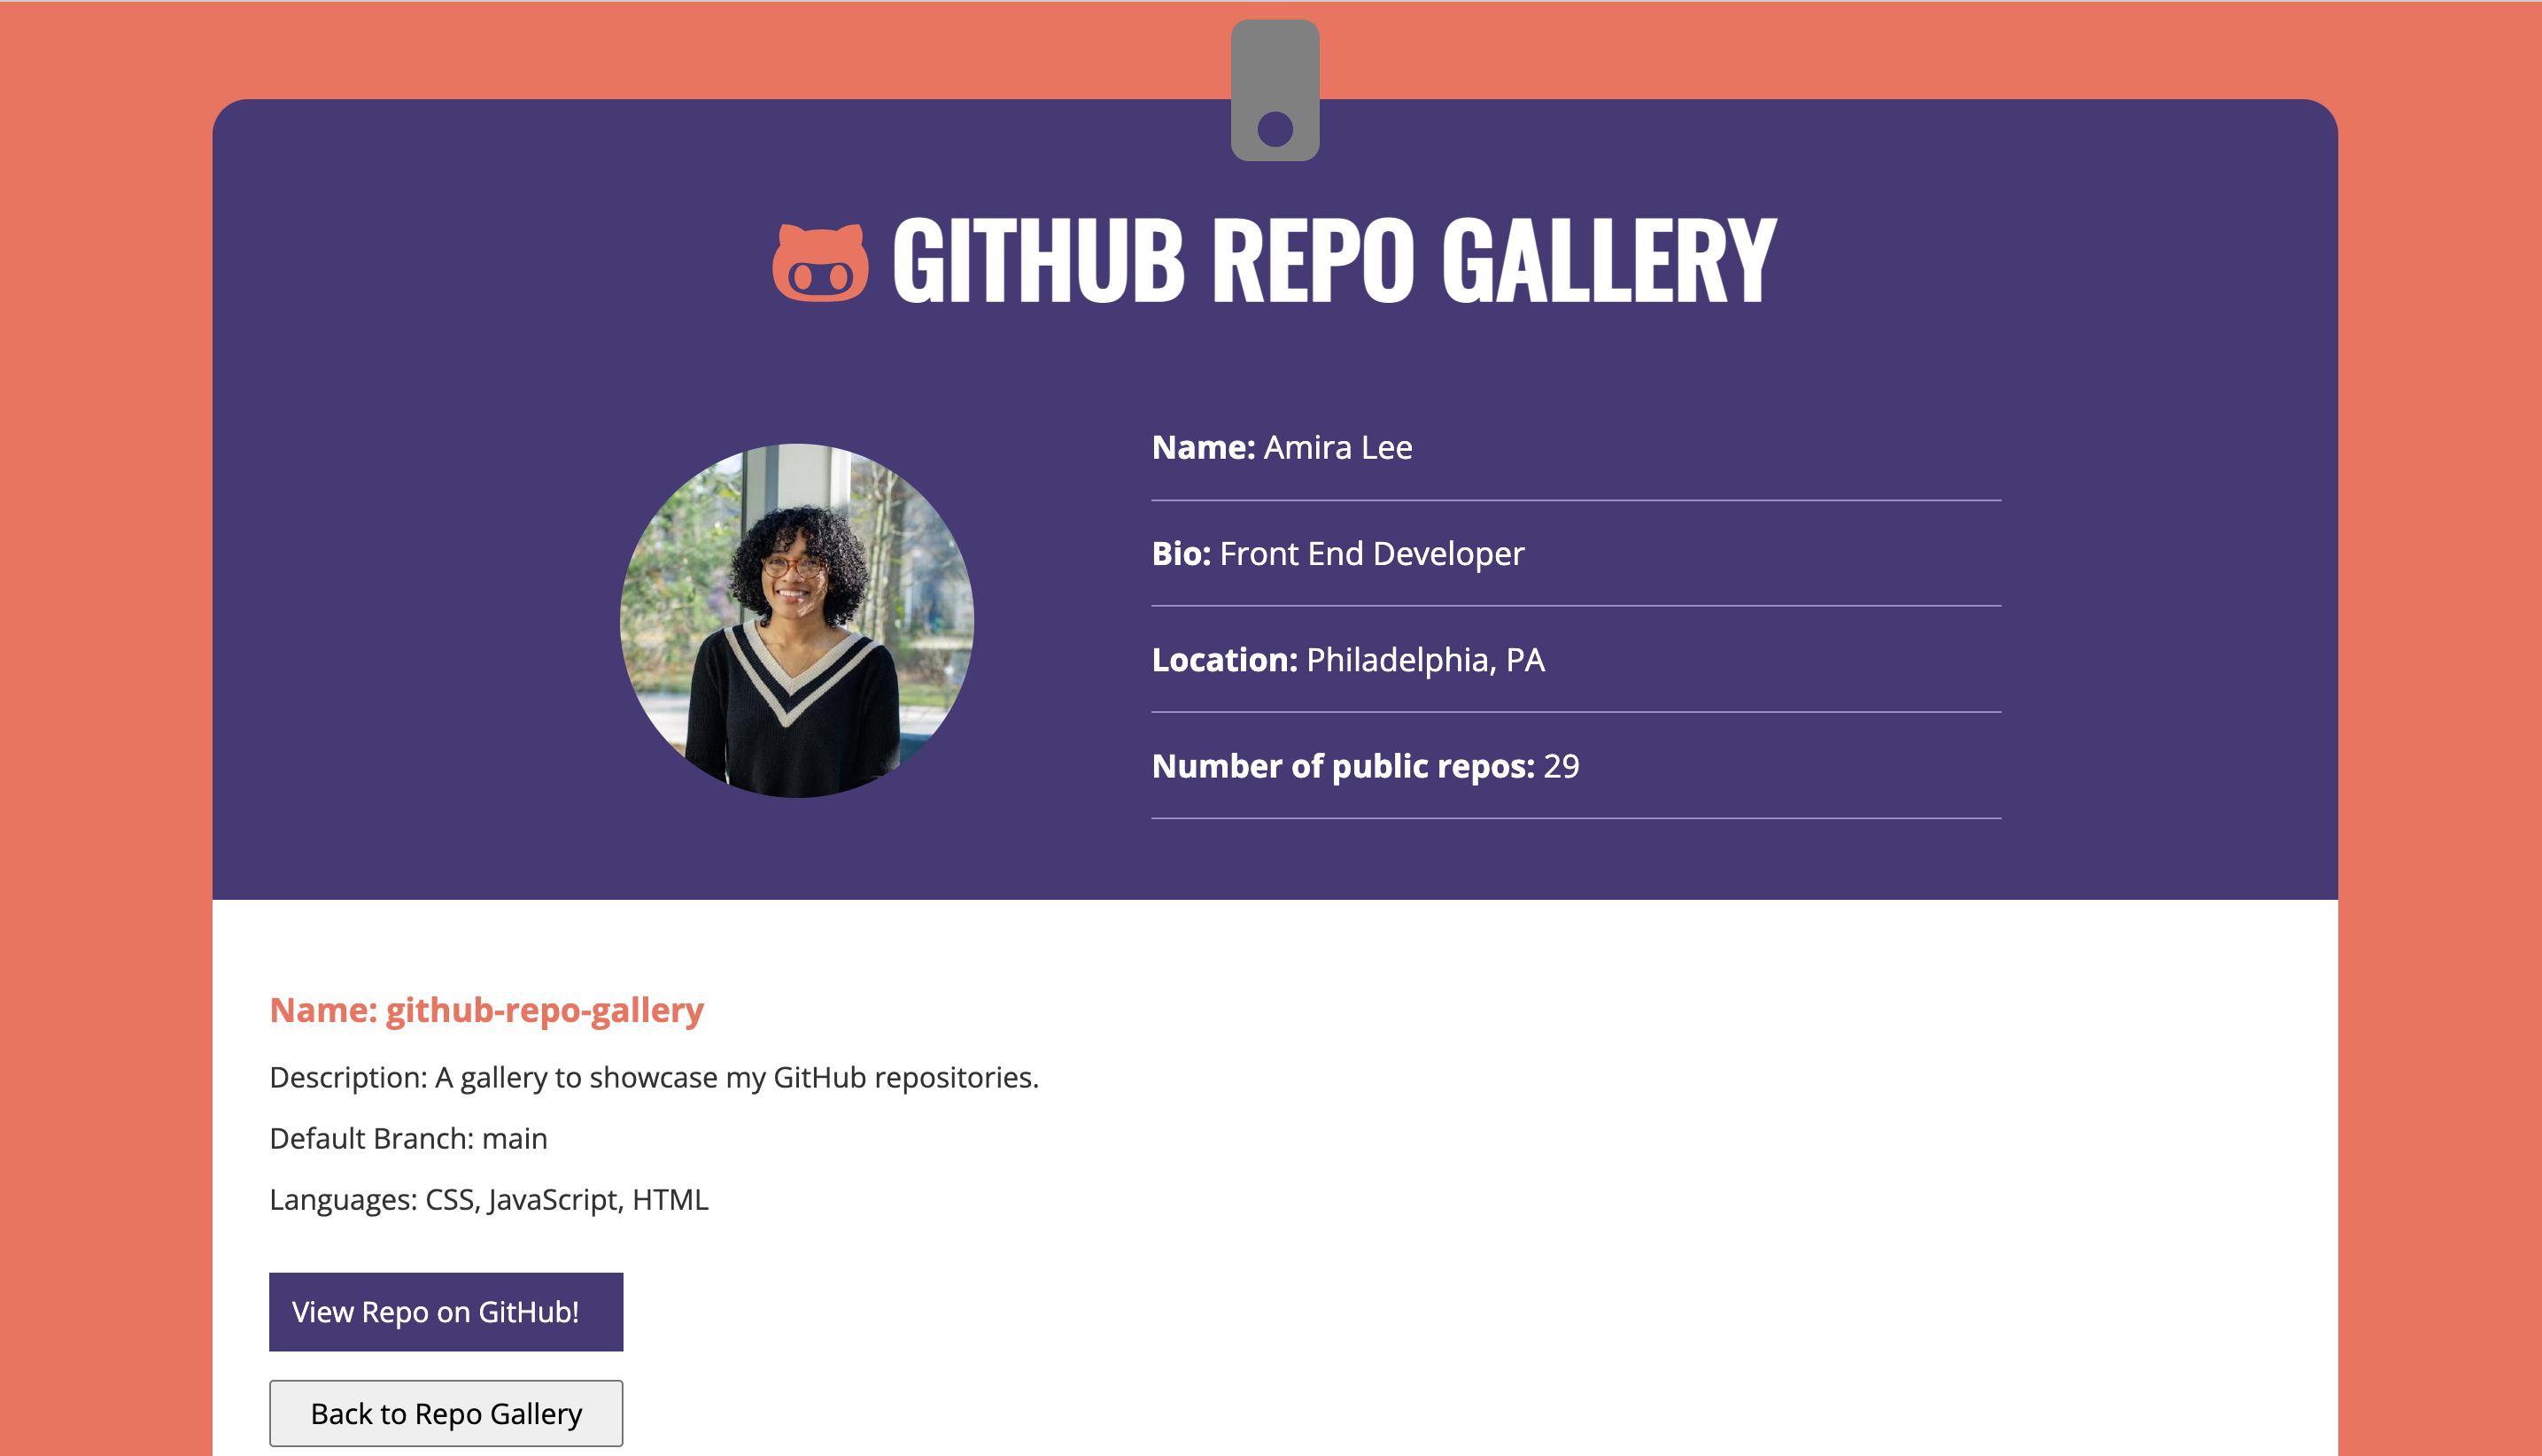 GITHUB REPO GALLERY
Name: Amira Lee
Bio: Front End Developer
Location: Philadelphia, PA
Number of public repos: 29
Name: github-repo-gallery
Description: A gallery to showcase my GitHub repositories.
Default Branch: main
Languages: CSS, JavaScript, HTML
View Repo on GitHub!
Back to Repo Gallery